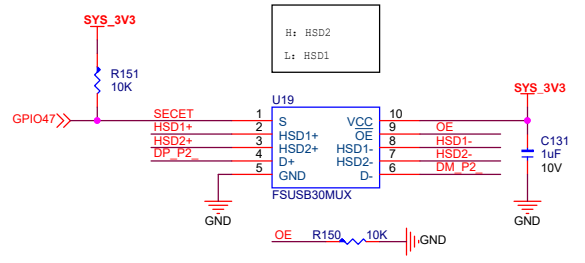 SYS_3V3
H: HSD2
L: HSD1
R151
10K
SYS_3V3
U19
GPIO47
SECET 1 S VCC 10
HSD1+ 2 HSD1+ OE 9 OE
HSD2+ 3 HSD2+ HSD1- 8 HSD1-
DP_P2_ 4 D+ HSD2- 7 HSD2-
5 GND D- 6 DM_P2_
C131
1uF
10V
FSUSB30MUX
GND
GND
OE R150 10K GND